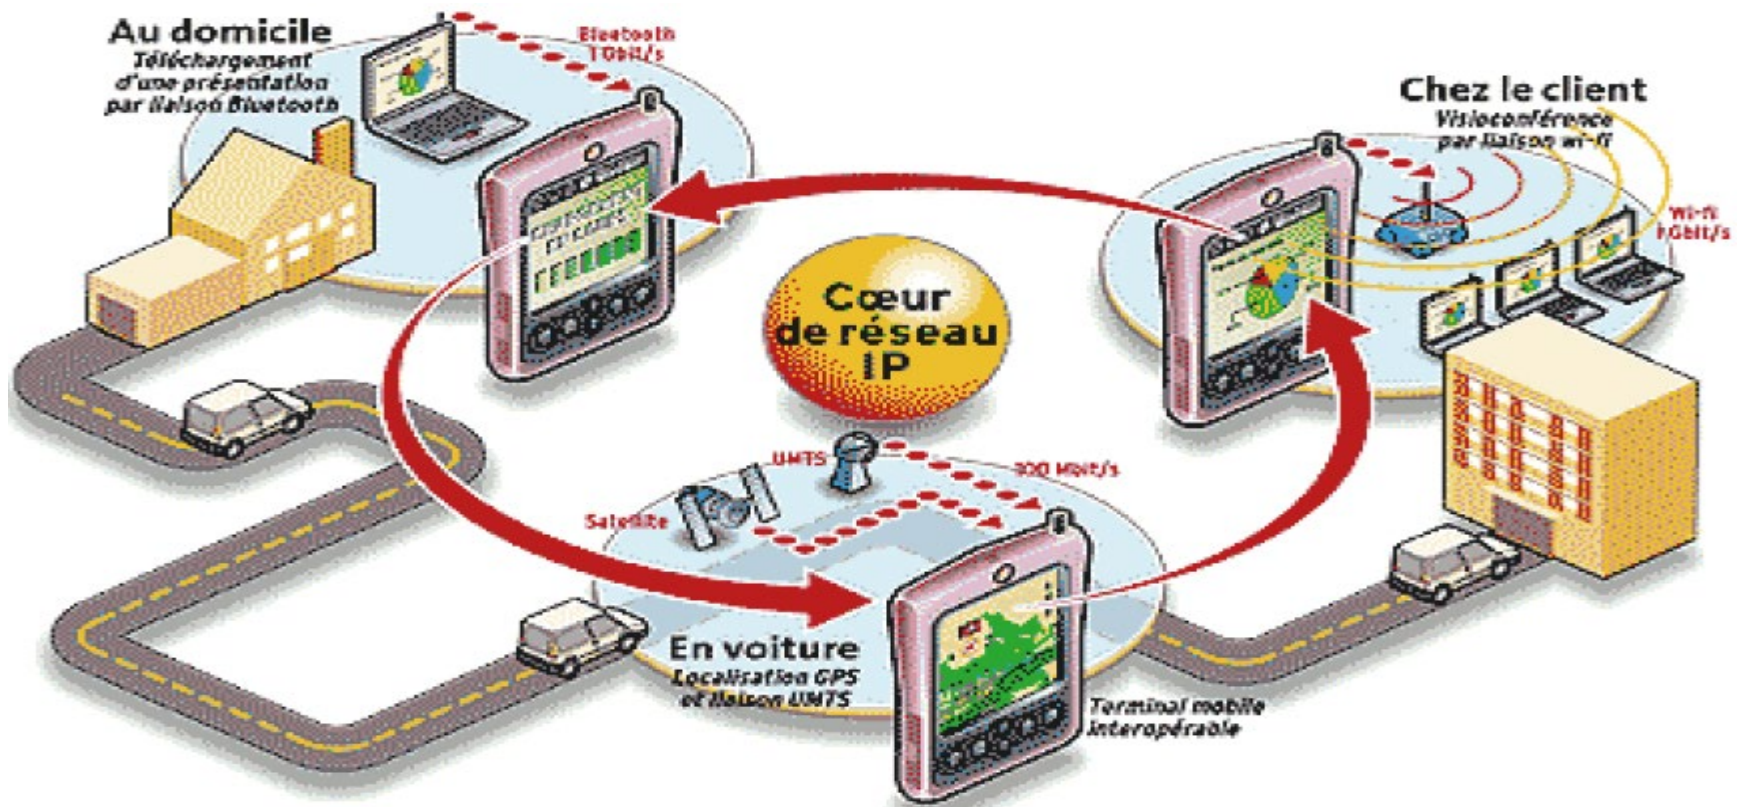 Au domicile
Téléchargement
d'une présentation
par liaison Bluetooth
Bluetooth
1 Gbit/s
Chez le client
Visioconférence
par liaison wi-fi
Wi-fi
1 Gbit/s
Cœur
de réseau
IP
UMTS
100 Mbit/s
Satellite
En voiture
Localisation GPS
et liaison UMTS
Terminal mobile
interopérable